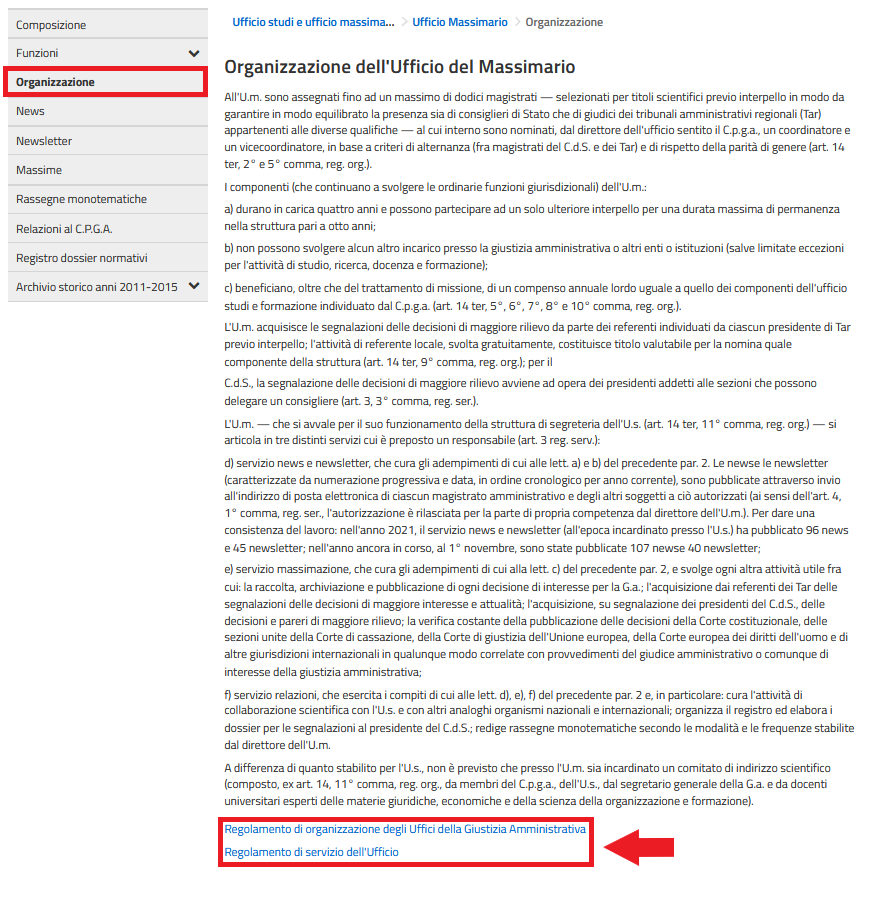 Composizione
Funzioni
Organizzazione
News
Newsletter
Massime
Rassegne monotematiche
Relazioni al C.P.G.A.
Registro dossier normativi
Archivio storico anni 2011-2015
Ufficio studi e ufficio massima... > Ufficio Massimario > Organizzazione
Organizzazione dell'Ufficio del Massimario
All'U.m. sono assegnati fino ad un massimo di dodici magistrati — selezionati per titoli scientifici previo interpello in modo da
garantire in modo equilibrato la presenza sia di consiglieri di Stato che di giudici dei tribunali amministrativi regionali (Tar)
appartenenti alle diverse qualifiche — al cui interno sono nominati, dal direttore dell'ufficio sentito il C.p.g.a., un coordinatore e
un vicecoordinatore, in base a criteri di alternanza (fra magistrati del C.d.S. e dei Tar) e di rispetto della parità di genere (art. 14
ter, 2° e 5° comma, reg. org.).
I componenti (che continuano a svolgere le ordinarie funzioni giurisdizionali) dell'U.m.:
a) durano in carica quattro anni e possono partecipare ad un solo ulteriore interpello per una durata massima di permanenza
nella struttura pari a otto anni;
b) non possono svolgere alcun altro incarico presso la giustizia amministrativa o altri enti o istituzioni (salve limitate eccezioni
per l'attività di studio, ricerca, docenza e formazione);
c) beneficiano, oltre che del trattamento di missione, di un compenso annuale lordo uguale a quello dei componenti dell'ufficio
studi e formazione individuato dal C.p.g.a. (art. 14 ter, 5°, 6°, 7°, 8° e 10° comma, reg. org.).
L'U.m. acquisisce le segnalazioni delle decisioni di maggiore rilievo da parte dei referenti individuati da ciascun presidente di Tar
previo interpello; l'attività di referente locale, svolta gratuitamente, costituisce titolo valutabile per la nomina quale
componente della struttura (art. 14 ter, 9° comma, reg. org.); per il
C.d.S., la segnalazione delle decisioni di maggiore rilievo avviene ad opera dei presidenti addetti alle sezioni che possono
delegare un consigliere (art. 3, 3° comma, reg. ser.).
L'U.m. — che si avvale per il suo funzionamento della struttura di segreteria dell'U.s. (art. 14 ter, 11° comma, reg. org.) — si
articola in tre distinti servizi cui è preposto un responsabile (art. 3 reg. serv.):
d) servizio news e newsletter, che cura gli adempimenti di cui alle lett. a) e b) del precedente par. 2. Le newse le newsletter
(caratterizzate da numerazione progressiva e data, in ordine cronologico per anno corrente), sono pubblicate attraverso invio
all'indirizzo di posta elettronica di ciascun magistrato amministrativo e degli altri soggetti a ciò autorizzati (ai sensi dell'art. 4,
1° comma, reg. ser., l'autorizzazione è rilasciata per la parte di propria competenza dal direttore dell'U.m.). Per dare una
consistenza del lavoro: nell'anno 2021, il servizio news e newsletter (all'epoca incardinato presso l'U.s.) ha pubblicato 96 news
e 45 newsletter; nell'anno ancora in corso, al 1° novembre, sono state pubblicate 107 newse 40 newsletter;
e) servizio massimazione, che cura gli adempimenti di cui alla lett. c) del precedente par. 2, e svolge ogni altra attività utile fra
cui: la raccolta, archiviazione e pubblicazione di ogni decisione di interesse per la G.a.; l'acquisizione dai referenti dei Tar delle
segnalazioni delle decisioni di maggiore interesse e attualità; l'acquisizione, su segnalazione dei presidenti del C.d.S., delle
decisioni e pareri di maggiore rilievo; la verifica costante della pubblicazione delle decisioni della Corte costituzionale, delle
sezioni unite della Corte di cassazione, della Corte di giustizia dell'Unione europea, della Corte europea dei diritti dell'uomo e di
altre giurisdizioni internazionali in qualunque modo correlate con provvedimenti del giudice amministrativo o comunque di
interesse della giustizia amministrativa;
f) servizio relazioni, che esercita i compiti di cui alle lett. d), e), f) del precedente par. 2 e, in particolare: cura l'attività di
collaborazione scientifica con l'U.s. e con altri analoghi organismi nazionali e internazionali; organizza il registro ed elabora i
dossier per le segnalazioni al presidente del C.d.S.; redige rassegne monotematiche secondo le modalità e le frequenze stabilite
dal direttore dell'U.m.
A differenza di quanto stabilito per l'U.s., non è previsto che presso l'U.m. sia incardinato un comitato di indirizzo scientifico
(composto, ex art. 14, 11° comma, reg. org., da membri del C.p.g.a., dell'U.s., dal segretario generale della G.a. e da docenti
universitari esperti delle materie giuridiche, economiche e della scienza della organizzazione e formazione).
Regolamento di organizzazione degli Uffici della Giustizia Amministrativa
Regolamento di servizio dell'Ufficio